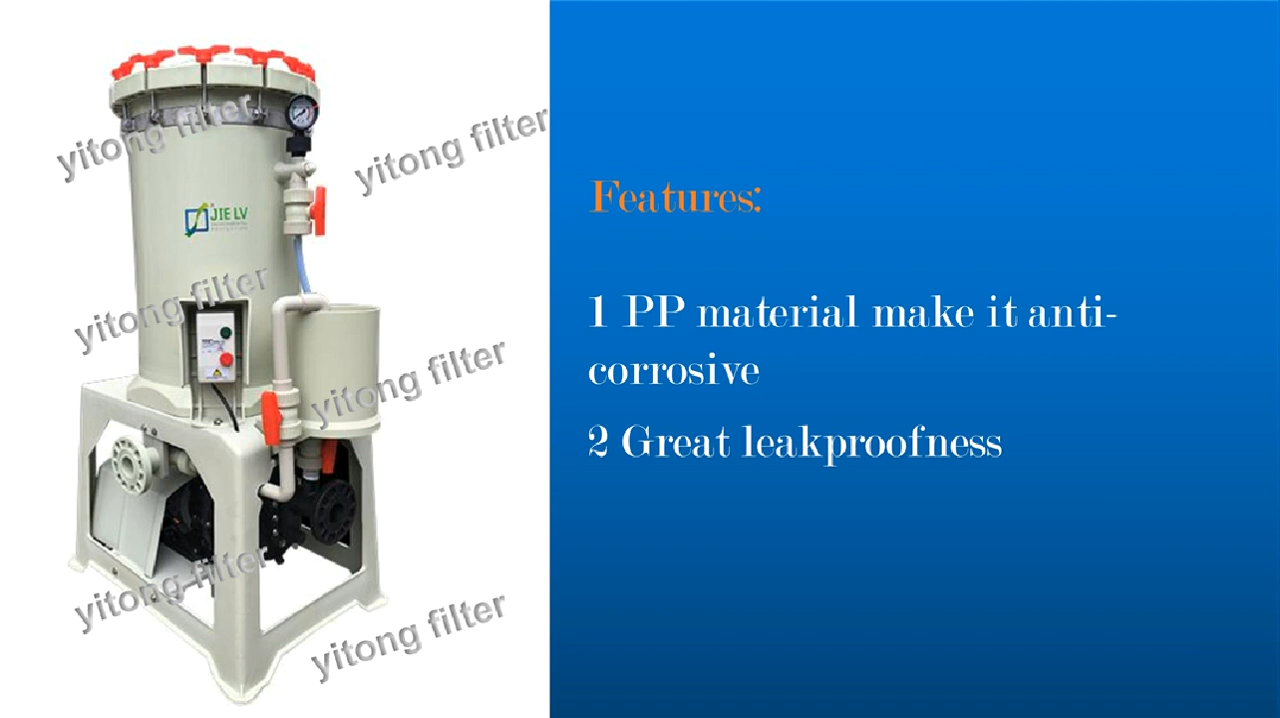 yitong filter
yitong filter
JIE LV
yitong filter
yitong filter
yitong filter
yitong filter
Features:
1 PP material make it anti-
corrosive
2 Great leakproofness